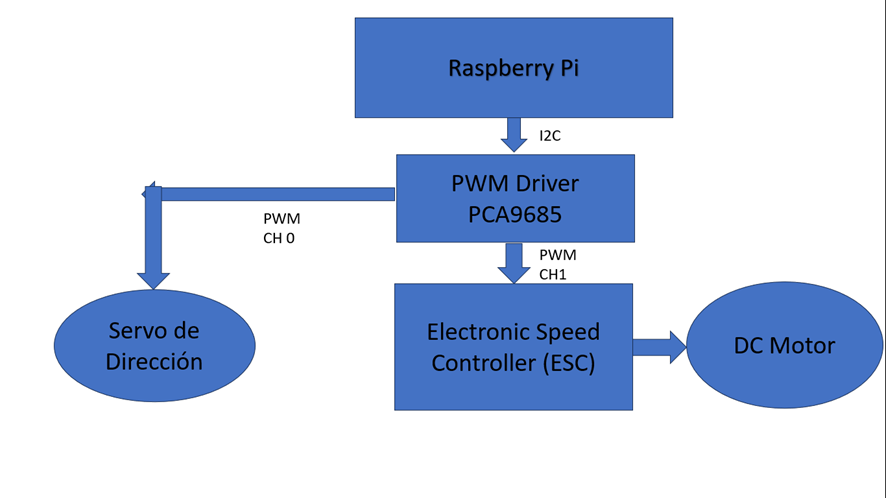 Raspberry Pi
I2C
PWM Driver
PCA9685
PWM
CH 0
PWM
CH1
Servo de
Dirección
Electronic Speed
Controller (ESC)
DC Motor